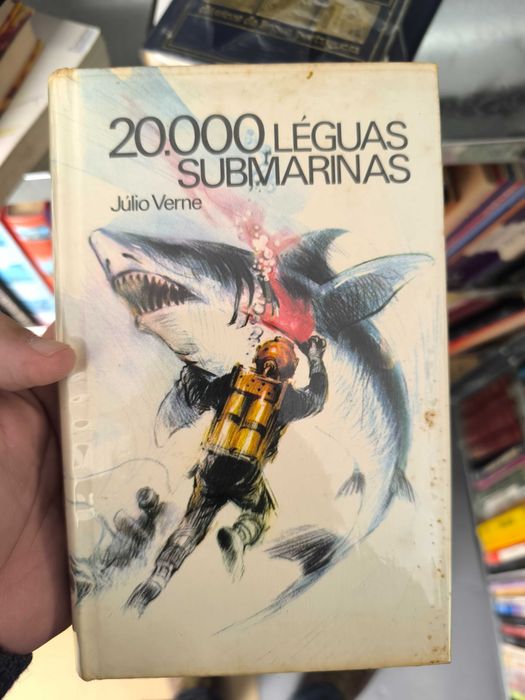 20.000 LÉGUAS
SUBMARINAS
Júlio Verne